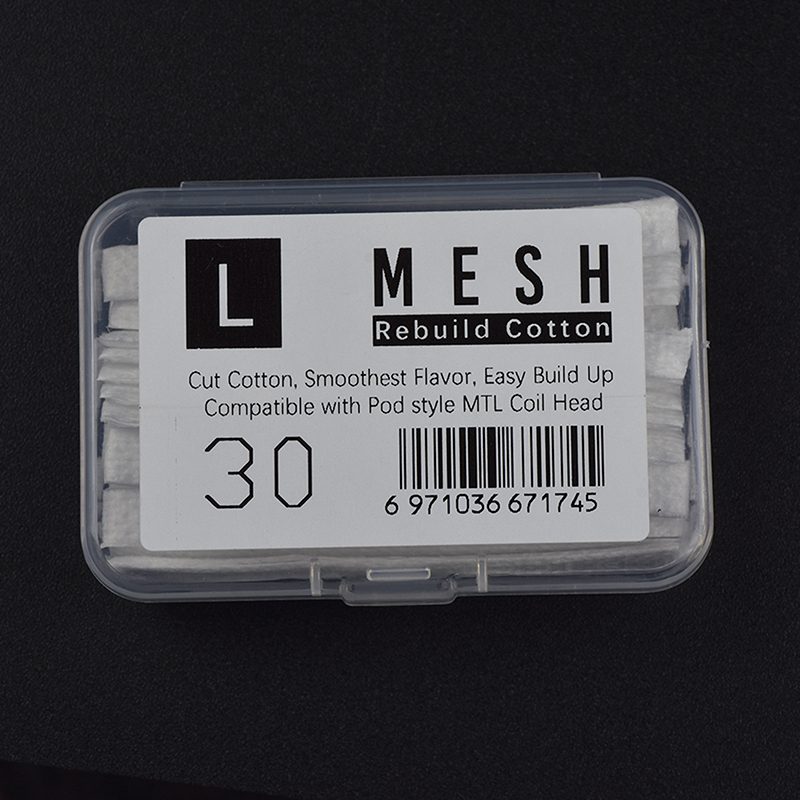 L
MESH
Rebuild Cotton
Cut Cotton, Smoothest Flavor, Easy Build Up
Compatible with Pod style MTL Coil Head
30
6 971036 671745